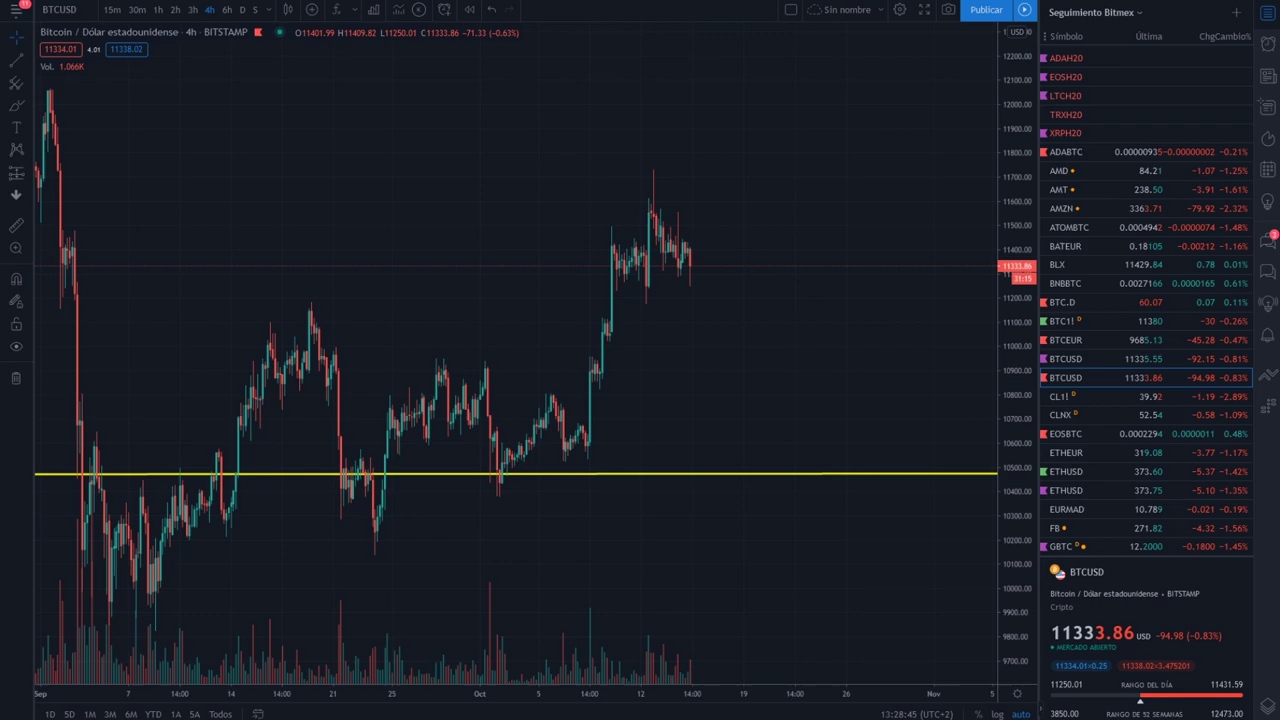 11
BTCUSD 15m 30m 1h 2h 3h 4h 6h D S Sin nombre Publicar
Bitcoin / Dólar estadounidense · 4h · BITSTAMP O11401.99 H11409.82 L11250.01 C11333.86 −71.33 (−0.63%)
11334.01 4.01 11338.02
Vol. 1.066K
USD
12200.00
12100.00
12000.00
11900.00
11800.00
11700.00
11600.00
11500.00
11400.00
11333.86
31:15
11200.00
11100.00
11000.00
10900.00
10800.00
10700.00
10600.00
10500.00
10400.00
10300.00
10200.00
10100.00
10000.00
9900.00
9800.00
9700.00
Sep 7 14:00 14 14:00 21 25 Oct 5 14:00 12 14:00 19 14:00 26 Nov 5
1D 5D 1M 3M 6M YTD 1A 5A Todos 13:28:45 (UTC+2) % log auto
Seguimiento Bitmex
Símbolo Última Chg Cambio%
ADAH20
EOSH20
LTCH20
TRXH20
XRPH20
ADABTC 0.00000935 −0.00000002 −0.21%
AMD 84.21 −1.07 −1.25%
AMT 238.50 −3.91 −1.61%
AMZN 3363.71 −79.92 −2.32%
ATOMBTC 0.0004942 −0.0000074 −1.48%
BATEUR 0.18105 −0.00212 −1.16%
BLX 11429.84 0.78 0.01%
BNBBTC 0.0027166 0.0000165 0.61%
BTC.D 60.07 0.07 0.11%
BTC1! D 11380 −30 −0.26%
BTCEUR 9685.13 −45.28 −0.47%
BTCUSD 11335.55 −92.15 −0.81%
BTCUSD 11333.86 −94.98 −0.83%
CL1! D 39.92 −1.19 −2.89%
CLNX D 52.54 −0.58 −1.09%
EOSBTC 0.0002294 0.0000011 0.48%
ETHEUR 319.08 −3.77 −1.17%
ETHUSD 373.60 −5.37 −1.42%
ETHUSD 373.75 −5.10 −1.35%
EURMAD 10.789 −0.021 −0.19%
FB 271.82 −4.32 −1.56%
GBTC D 12.2000 −0.1800 −1.45%
BTCUSD
Bitcoin / Dólar estadounidense • BITSTAMP
Cripto
11333.86 USD −94.98 (−0.83%)
MERCADO ABIERTO
11334.01×0.25 11338.02×3.475201
11250.01 RANGO DEL DÍA 11431.59
3850.00 RANGO DE 52 SEMANAS 12473.00
3